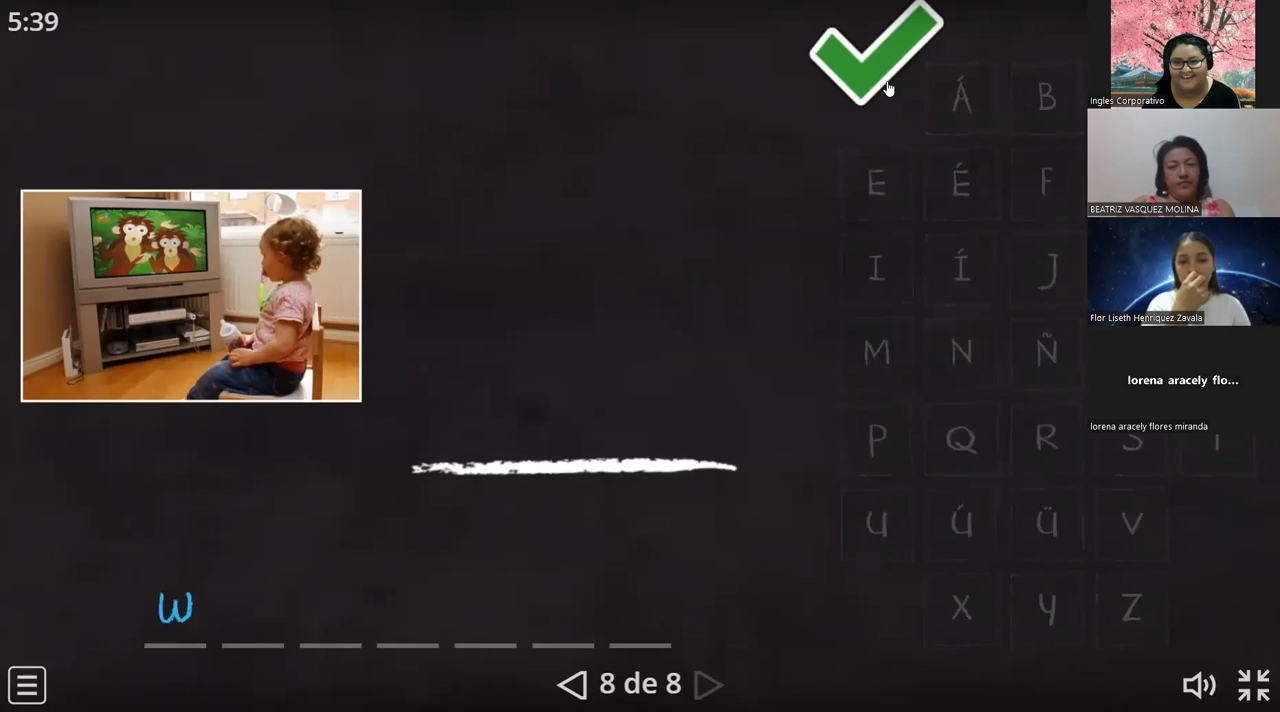 5:39
Á B
E É F
I Í J
M N Ñ
P Q R S
U Ú Ü V
X Y Z
W
8 de 8
Ingles Corporativo
BEATRIZ VASQUEZ MOLINA
Flor Liseth Henriquez Zavala
lorena aracely flo...
lorena aracely flores miranda